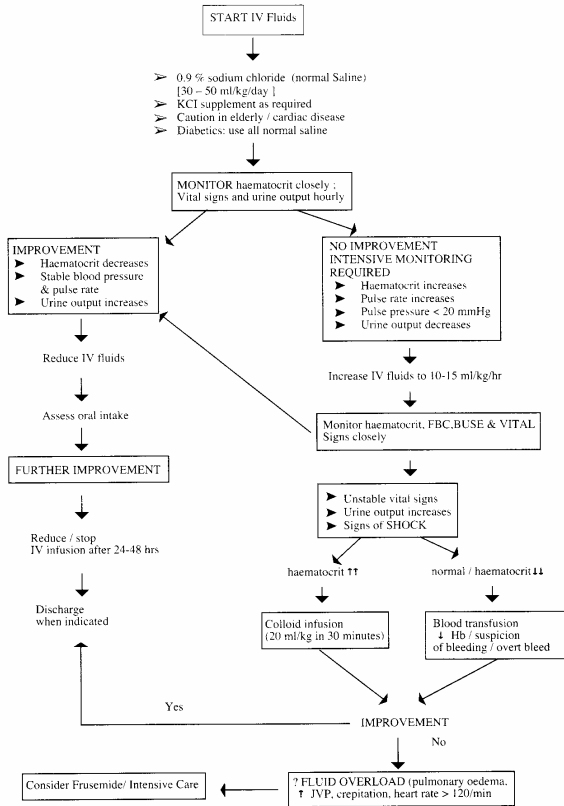 START IV Fluids
➢ 0.9 % sodium chloride (normal Saline)
[30 – 50 ml/kg/day ]
➢ KCI supplement as required
➢ Caution in elderly / cardiac disease
➢ Diabetics: use all normal saline
MONITOR haematocrit closely ;
Vital signs and urine output hourly
IMPROVEMENT
➤ Haematocrit decreases
➤ Stable blood pressure
& pulse rate
➤ Urine output increases
Reduce IV fluids
Assess oral intake
FURTHER IMPROVEMENT
Reduce / stop
IV infusion after 24-48 hrs
Discharge
when indicated
NO IMPROVEMENT
INTENSIVE MONITORING
REQUIRED
➤ Haematocrit increases
➤ Pulse rate increases
➤ Pulse pressure < 20 mmHg
➤ Urine output decreases
Increase IV fluids to 10-15 ml/kg/hr
Monitor haematocrit, FBC,BUSE & VITAL
Signs closely
➤ Unstable vital signs
➤ Urine output increases
➤ Signs of SHOCK
haematocrit ↑↑
normal / haematocrit ↓↓
Colloid infusion
(20 ml/kg in 30 minutes)
Blood transfusion
↓ Hb / suspicion
of bleeding / overt bleed
Yes
IMPROVEMENT
No
? FLUID OVERLOAD (pulmonary oedema.
↑ JVP, crepitation, heart rate > 120/min
Consider Frusemide/ Intensive Care